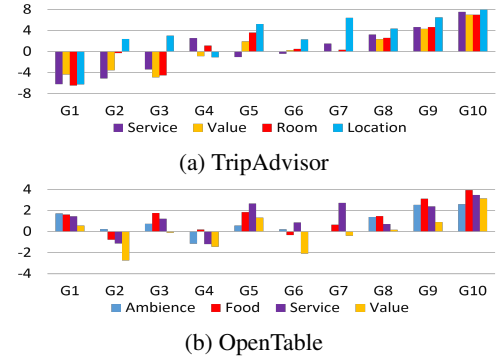 8
4
0
-4
-8
G1 G2 G3 G4 G5 G6 G7 G8 G9 G10
Service Value Room Location
(a) TripAdvisor
4
2
0
-2
-4
G1 G2 G3 G4 G5 G6 G7 G8 G9 G10
Ambience Food Service Value
(b) OpenTable